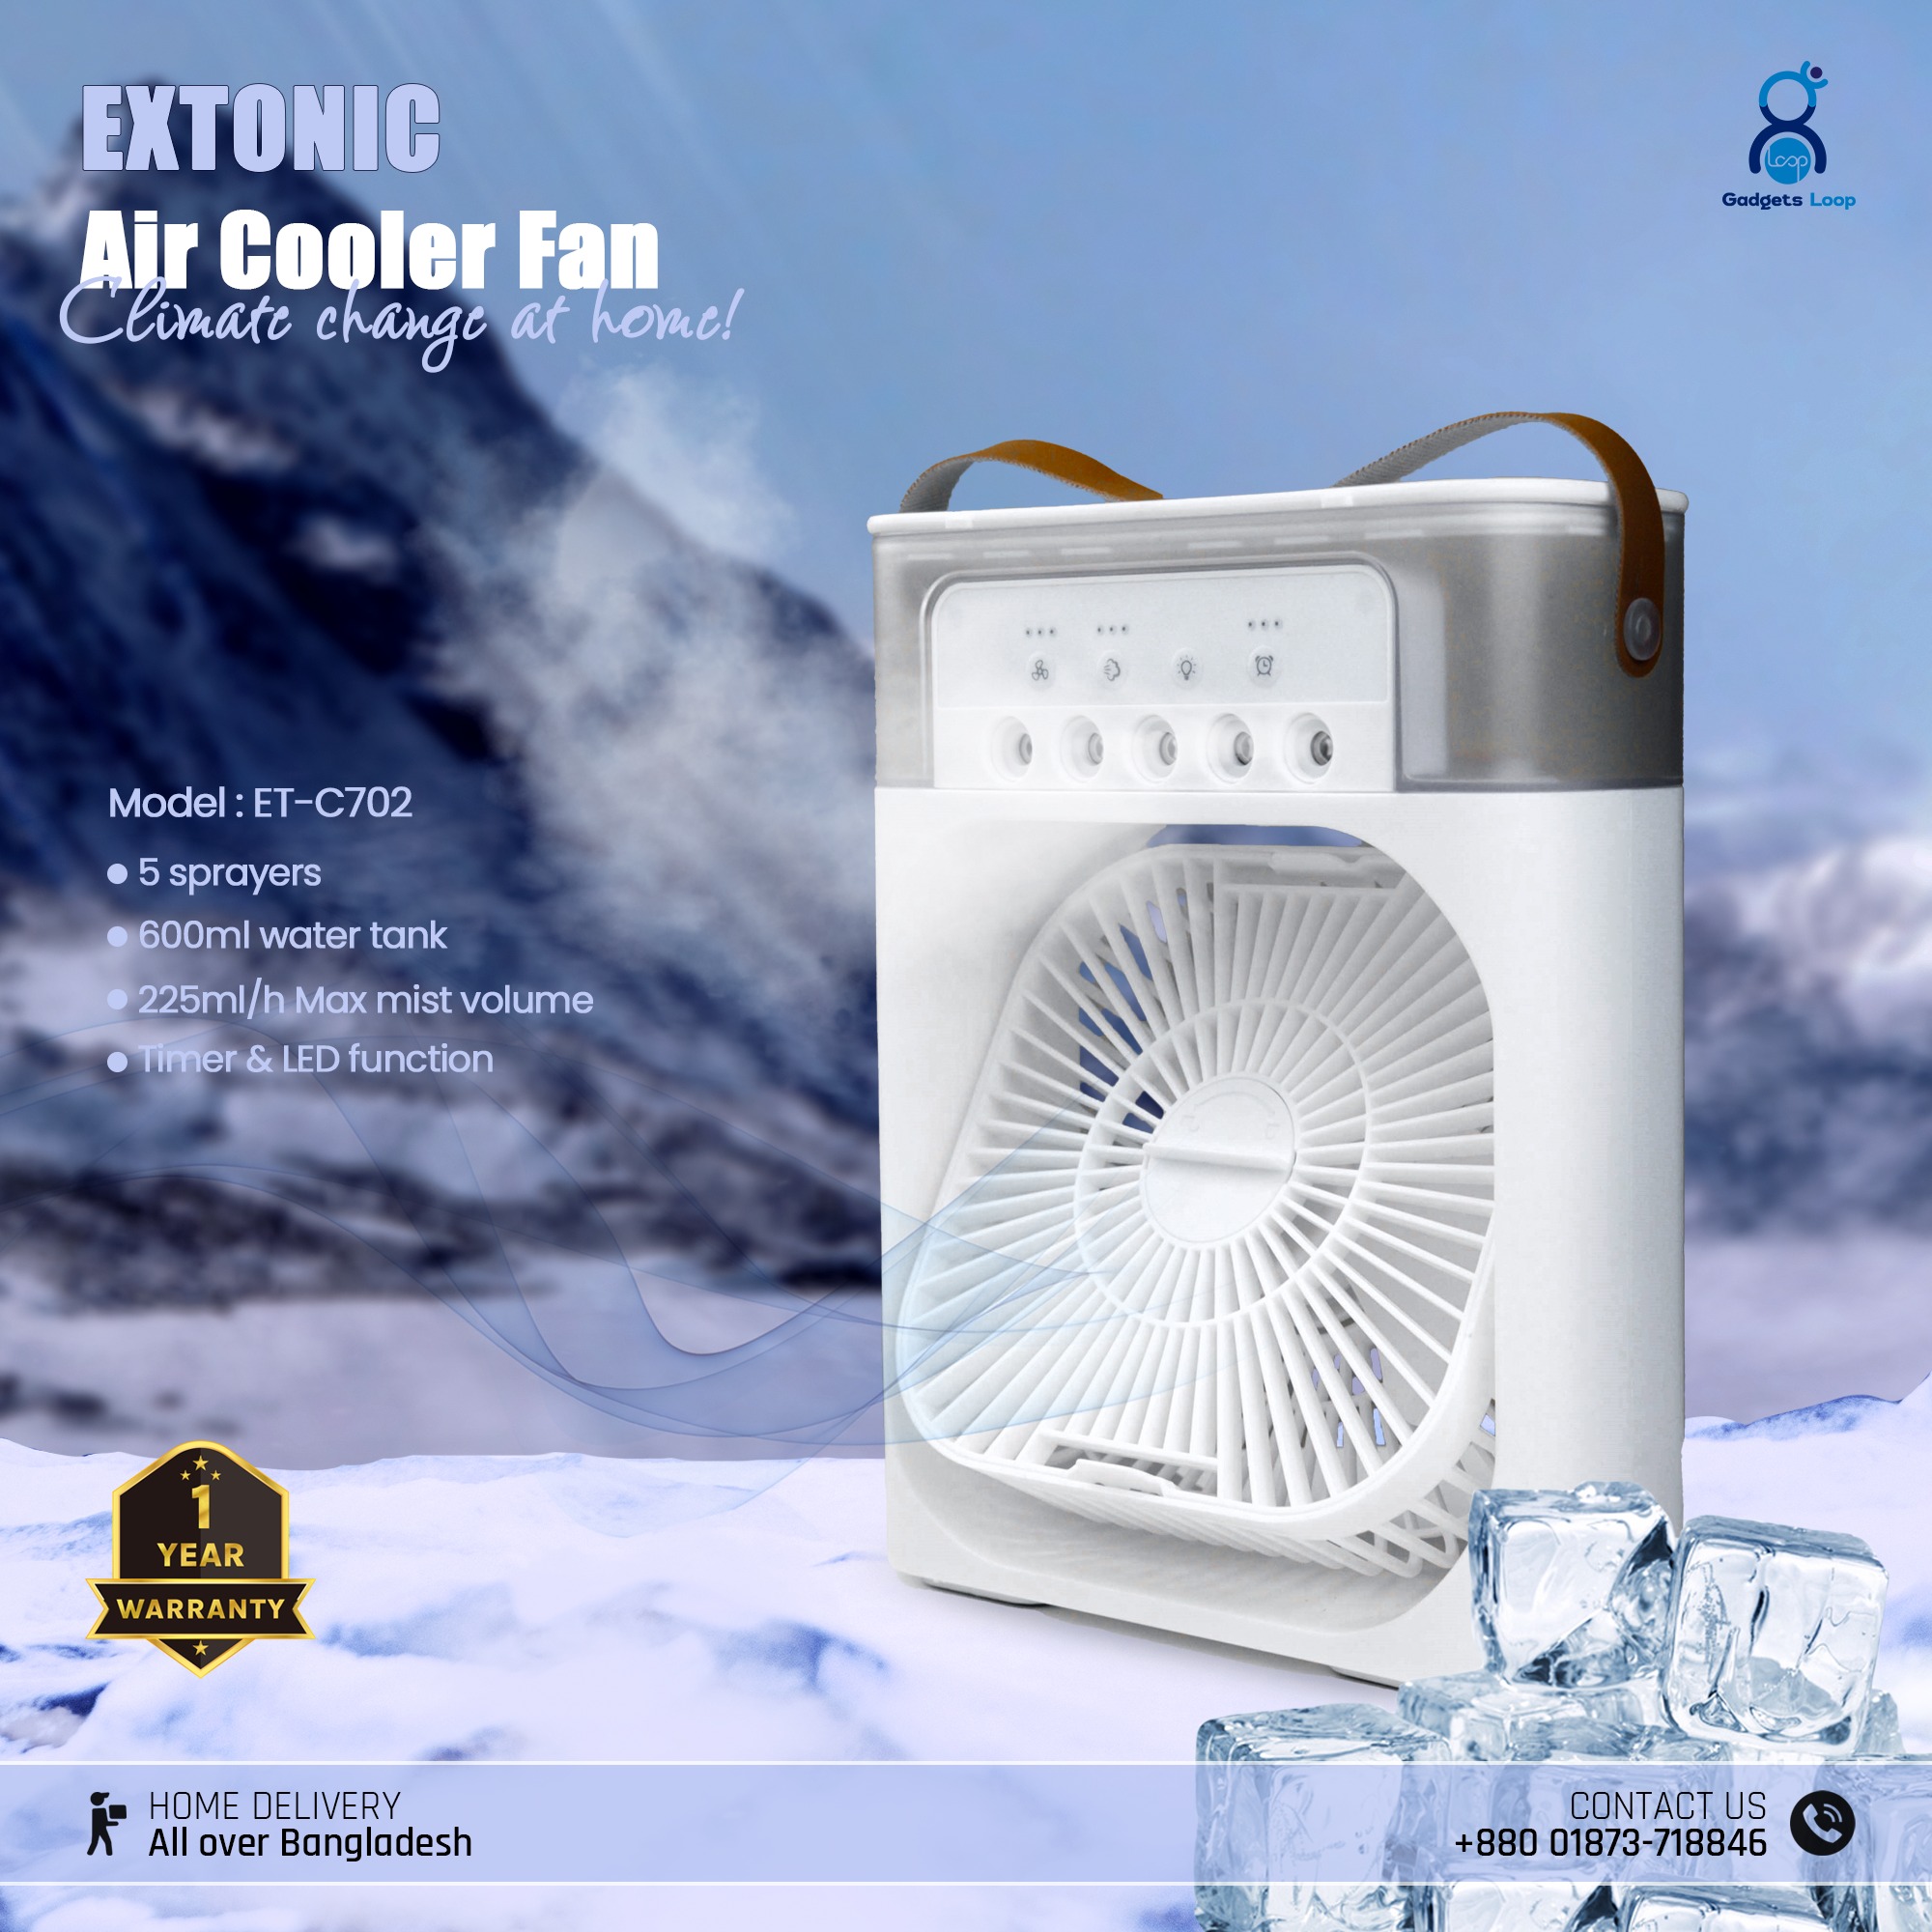 EXTONIC
Air Cooler Fan
Climate change at home!
Loop
Gadgets Loop
Model : ET-C702
5 sprayers
600ml water tank
225ml/h Max mist volume
Timer & LED function
1
YEAR
WARRANTY
HOME DELIVERY
All over Bangladesh
CONTACT US
+880 01873-718846